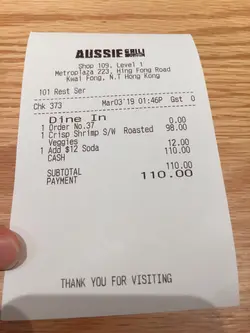 AUSSIE GRILL
Shop 109, Level 1
Metroplaza 223, Hing Fong Road
Kwai Fong, N.T Hong Kong
101 Rest Ser
Chk 373 Mar03'19 01:46P Gst 0
Dine In
1 Order No.37 0.00
1 Crisp Shrimp S/W Roasted 98.00
Veggies
1 Add $12 Soda 12.00
CASH 110.00
SUBTOTAL 110.00
PAYMENT 110.00
THANK YOU FOR VISITING